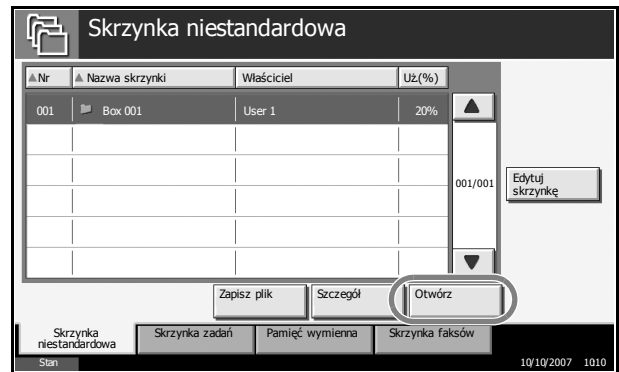 Skrzynka niestandardowa
Nr Nazwa skrzynki Właściciel Uż.(%)
001 Box 001 User 1 20%
001/001
Edytuj
skrzynkę
Zapisz plik Szczegół Otwórz
Skrzynka
niestandardowa Skrzynka zadań Pamięć wymienna Skrzynka faksów
Stan 10/10/2007 1010